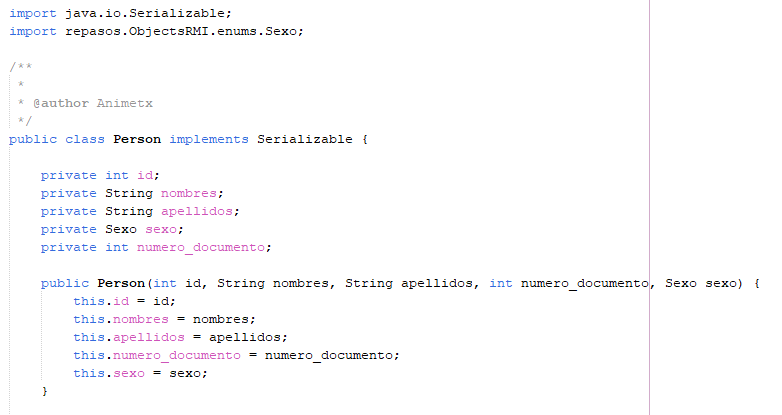 import java.io.Serializable;
import repasos.ObjectsRMI.enums.Sexo;
/**
 *
 * @author Animetx
 */
public class Person implements Serializable {
    private int id;
    private String nombres;
    private String apellidos;
    private Sexo sexo;
    private int numero_documento;
    public Person(int id, String nombres, String apellidos, int numero_documento, Sexo sexo) {
        this.id = id;
        this.nombres = nombres;
        this.apellidos = apellidos;
        this.numero_documento = numero_documento;
        this.sexo = sexo;
    }